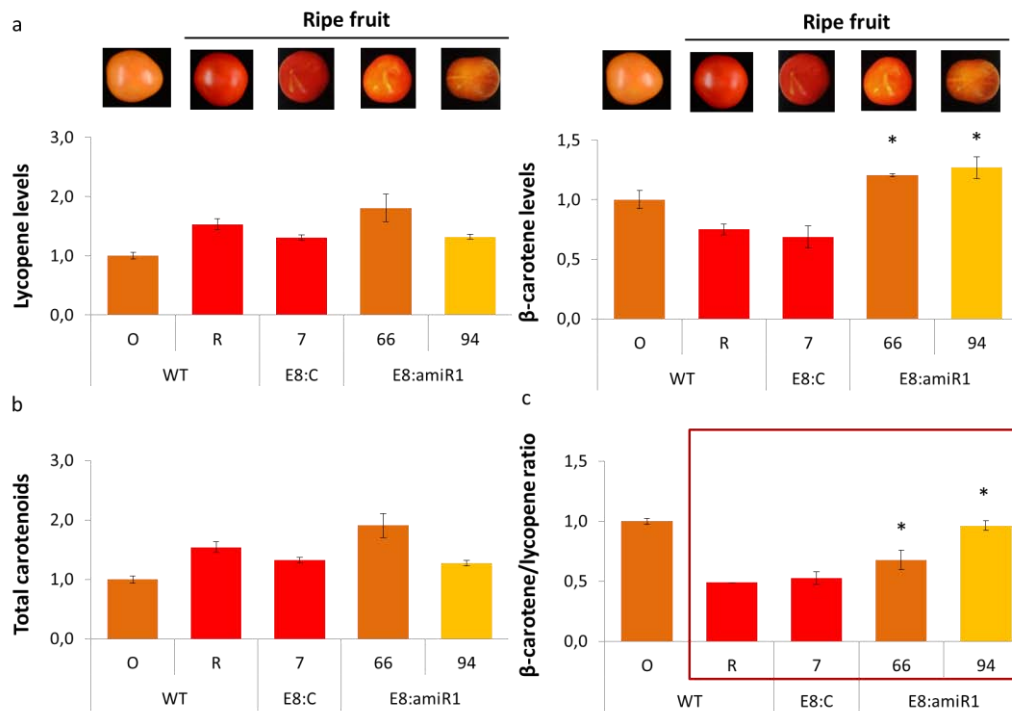 a
Ripe fruit
Lycopene levels
3,0
2,0
1,0
0,0
O R 7 66 94
WT E8:C E8:amiR1
Ripe fruit
β-carotene levels
1,5
1,0
0,5
0,0
* *
O R 7 66 94
WT E8:C E8:amiR1
b
Total carotenoids
3,0
2,0
1,0
0,0
O R 7 66 94
WT E8:C E8:amiR1
c
β-carotene/lycopene ratio
1,5
1,0
0,5
0,0
* *
O R 7 66 94
WT E8:C E8:amiR1